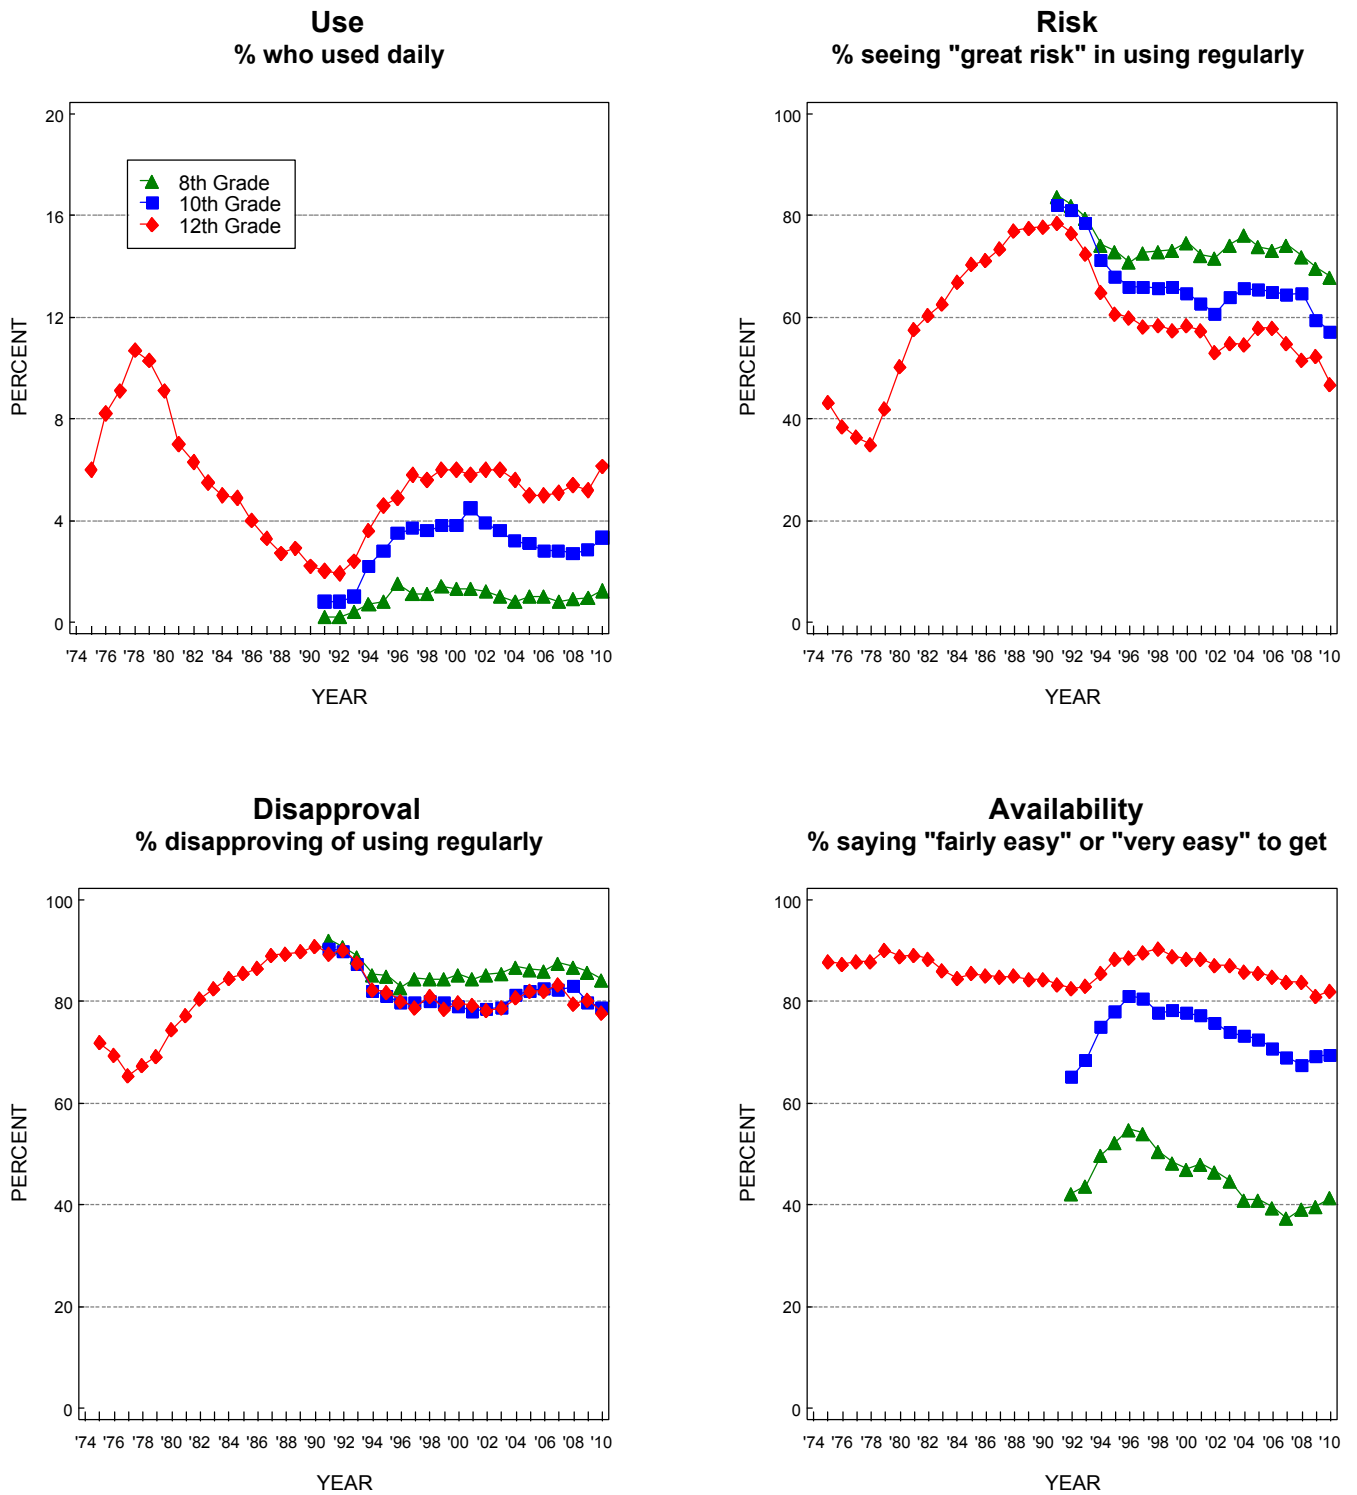 Use
% who used daily
20
16
12
8
4
0
PERCENT
8th Grade
10th Grade
12th Grade
'74 '76 '78 '80 '82 '84 '86 '88 '90 '92 '94 '96 '98 '00 '02 '04 '06 '08 '10
YEAR
Risk
% seeing "great risk" in using regularly
100
80
60
40
20
0
PERCENT
'74 '76 '78 '80 '82 '84 '86 '88 '90 '92 '94 '96 '98 '00 '02 '04 '06 '08 '10
YEAR
Disapproval
% disapproving of using regularly
100
80
60
40
20
0
PERCENT
'74 '76 '78 '80 '82 '84 '86 '88 '90 '92 '94 '96 '98 '00 '02 '04 '06 '08 '10
YEAR
Availability
% saying "fairly easy" or "very easy" to get
100
80
60
40
20
0
PERCENT
'74 '76 '78 '80 '82 '84 '86 '88 '90 '92 '94 '96 '98 '00 '02 '04 '06 '08 '10
YEAR